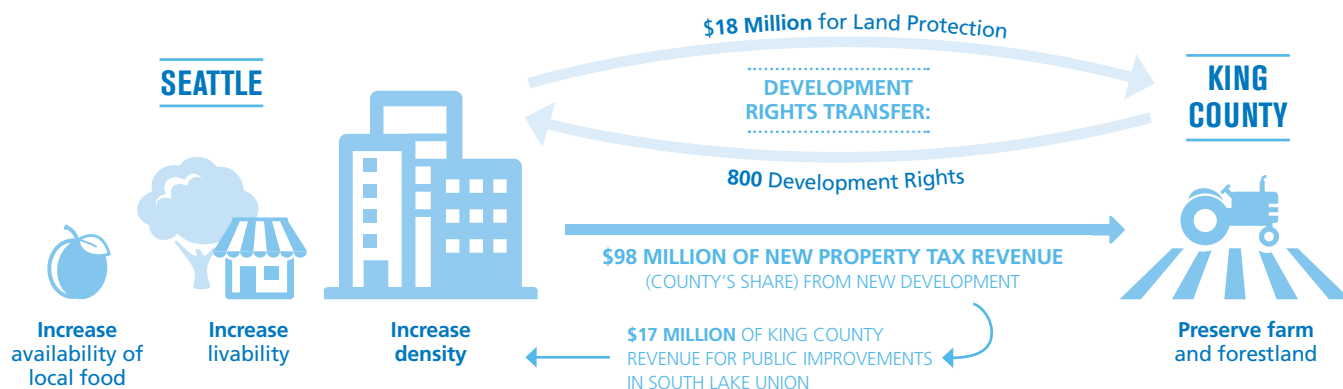 $18 Million for Land Protection
SEATTLE
DEVELOPMENT
RIGHTS TRANSFER:
KING
COUNTY
800 Development Rights
$98 MILLION OF NEW PROPERTY TAX REVENUE
(COUNTY'S SHARE) FROM NEW DEVELOPMENT
Increase
availability of
local food
Increase
livability
Increase
density
$17 MILLION OF KING COUNTY
REVENUE FOR PUBLIC IMPROVEMENTS
IN SOUTH LAKE UNION
Preserve farm
and forestland